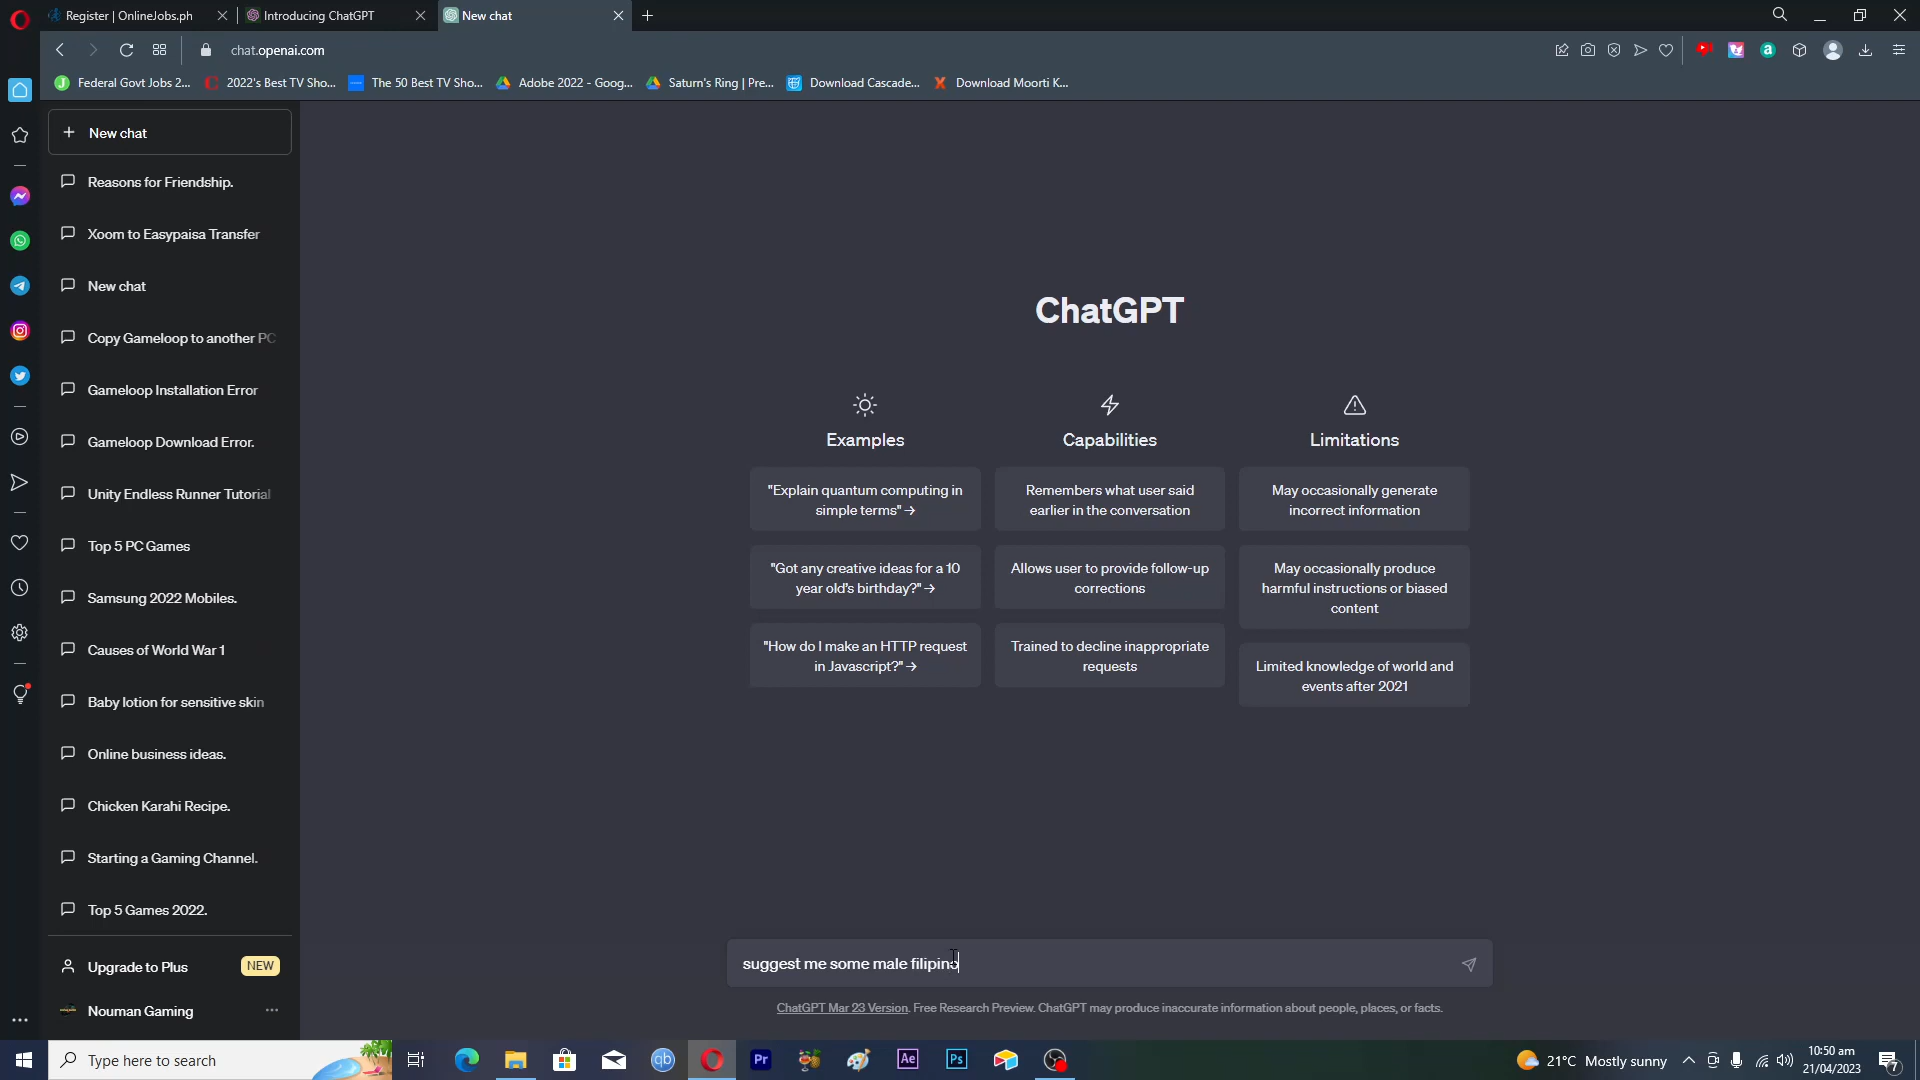 Register | OnlineJobs.ph
Introducing ChatGPT
New chat
chat.openai.com
Federal Govt Jobs 2...
2022's Best TV Sho...
The 50 Best TV Sho...
Adobe 2022 - Goog...
Saturn's Ring | Pre...
Download Cascade...
Download Moorti K...
New chat
Reasons for Friendship.
Xoom to Easypaisa Transfer
New chat
Copy Gameloop to another PC
Gameloop Installation Error
Gameloop Download Error.
Unity Endless Runner Tutorial
Top 5 PC Games
Samsung 2022 Mobiles.
Causes of World War 1
Baby lotion for sensitive skin
Online business ideas.
Chicken Karahi Recipe.
Starting a Gaming Channel.
Top 5 Games 2022.
Upgrade to Plus
NEW
Nouman Gaming
ChatGPT
Examples
"Explain quantum computing in
simple terms" →
"Got any creative ideas for a 10
year old's birthday?" →
"How do I make an HTTP request
in Javascript?" →
Capabilities
Remembers what user said
earlier in the conversation
Allows user to provide follow-up
corrections
Trained to decline inappropriate
requests
Limitations
May occasionally generate
incorrect information
May occasionally produce
harmful instructions or biased
content
Limited knowledge of world and
events after 2021
suggest me some male filipino
ChatGPT Mar 23 Version. Free Research Preview. ChatGPT may produce inaccurate information about people, places, or facts.
Type here to search
qb
Pr
Ae
Ps
21°C Mostly sunny
10:50 am
21/04/2023
7